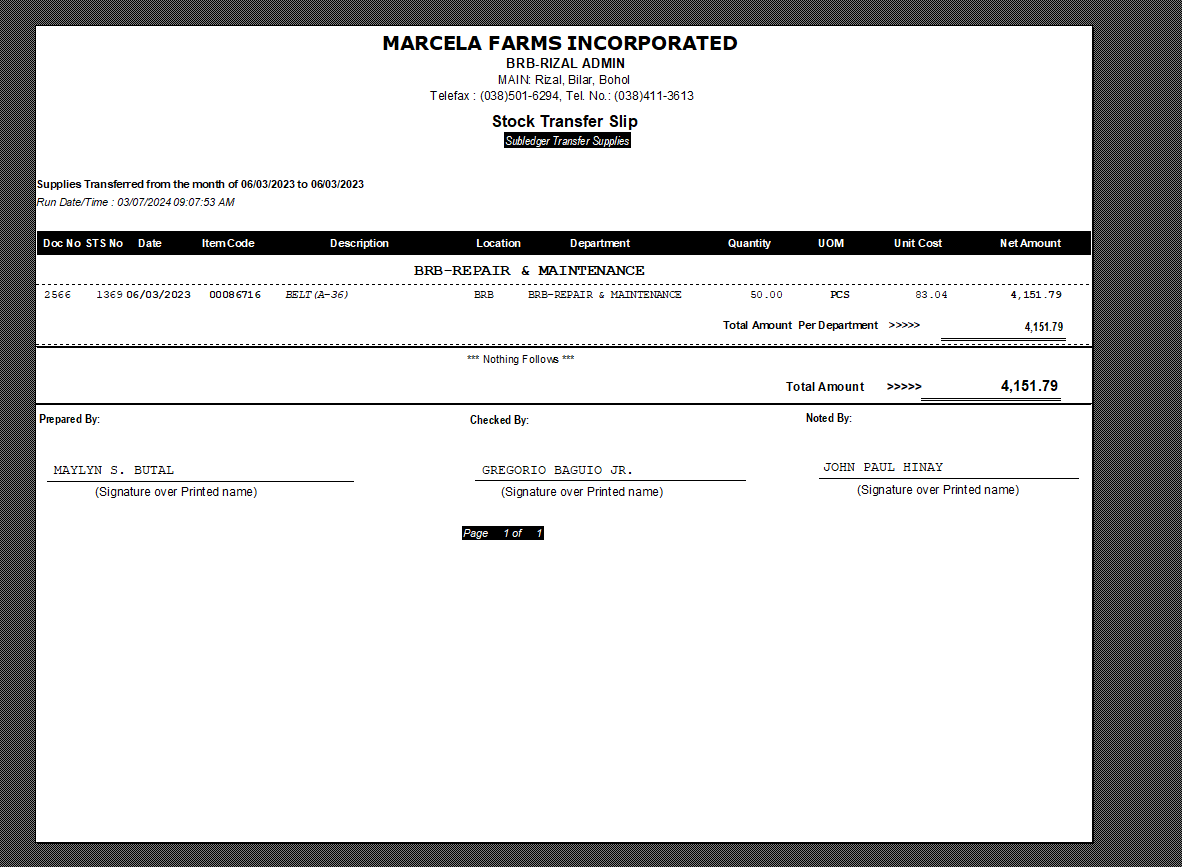 MARCELA FARMS INCORPORATED
BRB-RIZAL ADMIN
MAIN: Rizal, Bilar, Bohol
Telefax : (038)501-6294, Tel. No.: (038)411-3613
Stock Transfer Slip
Subledger Transfer Supplies
Supplies Transferred from the month of 06/03/2023 to 06/03/2023
Run Date/Time : 03/07/2024 09:07:53 AM
Doc No STS No Date Item Code Description Location Department Quantity UOM Unit Cost Net Amount
BRB-REPAIR & MAINTENANCE
2566 1369 06/03/2023 00086716 BELT (A-36) BRB BRB-REPAIR & MAINTENANCE 50.00 PCS 83.04 4,151.79
Total Amount Per Department >>>>> 4,151.79
*** Nothing Follows ***
Total Amount >>>>> 4,151.79
Prepared By: Checked By: Noted By:
MAYLYN S. BUTAL GREGORIO BAGUIO JR. JOHN PAUL HINAY
(Signature over Printed name) (Signature over Printed name) (Signature over Printed name)
Page 1 of 1